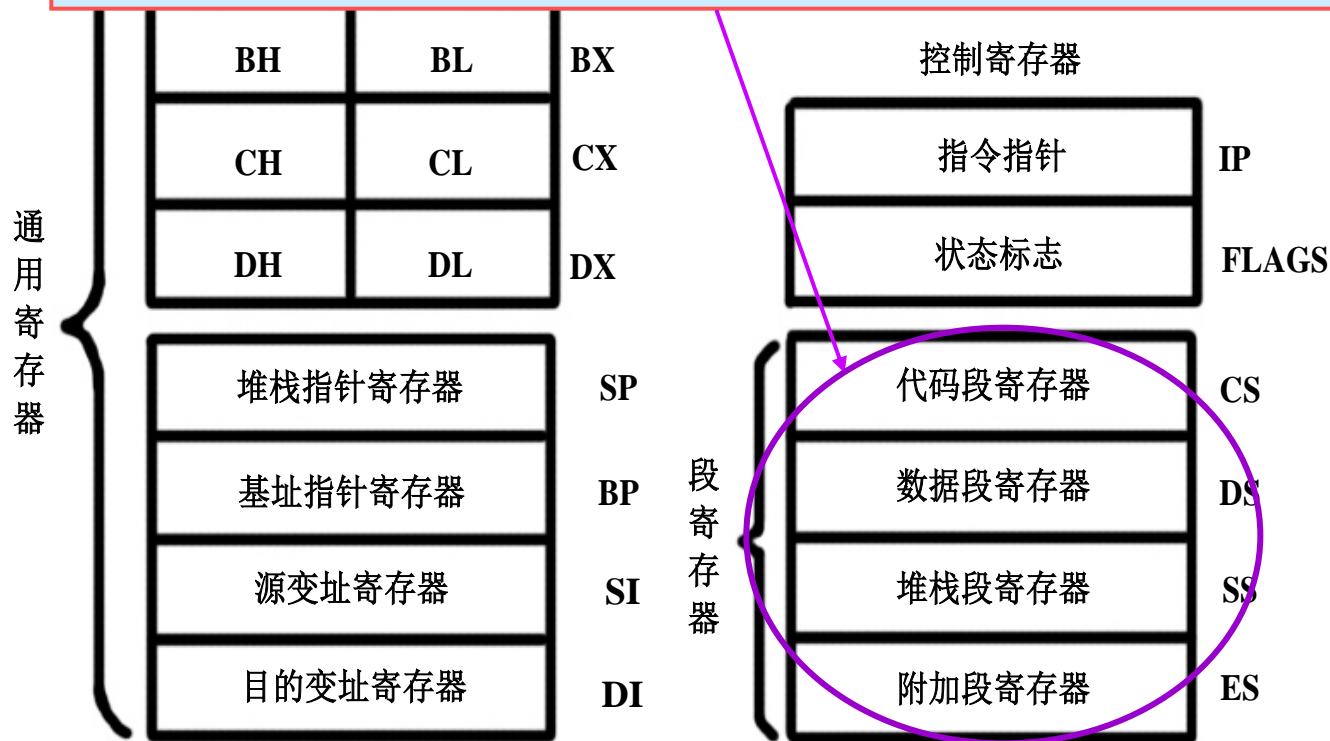 BH BL BX
CH CL CX
DH DL DX
通用寄存器
堆栈指针寄存器 SP
基址指针寄存器 BP
源变址寄存器 SI
目的变址寄存器 DI
控制寄存器
指令指针 IP
状态标志 FLAGS
段寄存器
代码段寄存器 CS
数据段寄存器 DS
堆栈段寄存器 SS
附加段寄存器 ES